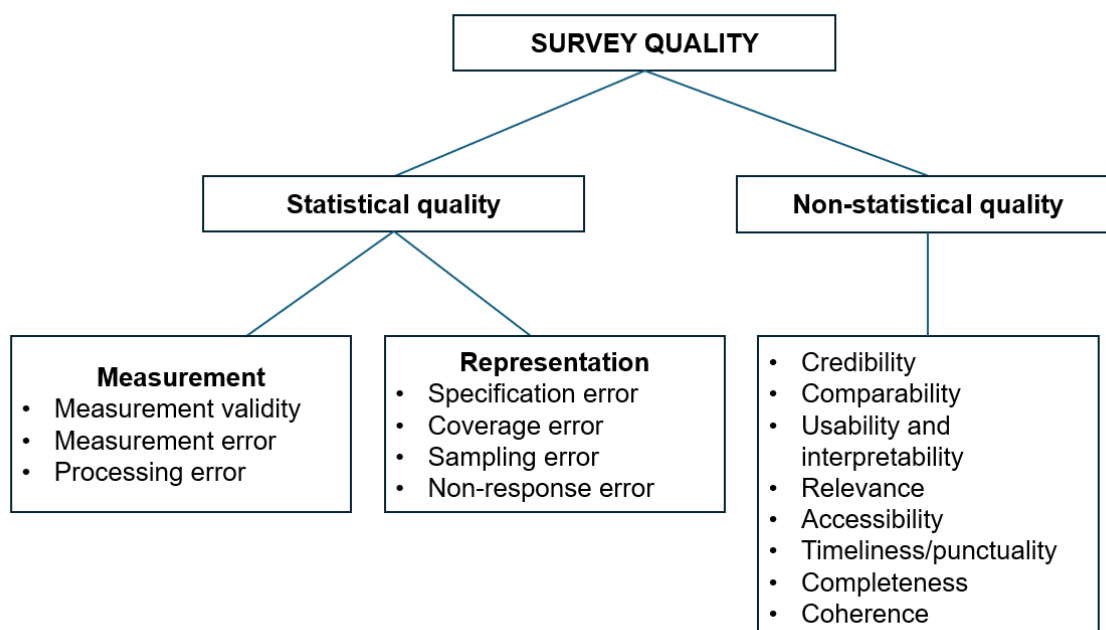 SURVEY QUALITY
Statistical quality
Non-statistical quality
Measurement
• Measurement validity
• Measurement error
• Processing error
Representation
• Specification error
• Coverage error
• Sampling error
• Non-response error
• Credibility
• Comparability
• Usability and
interpretability
• Relevance
• Accessibility
• Timeliness/punctuality
• Completeness
• Coherence